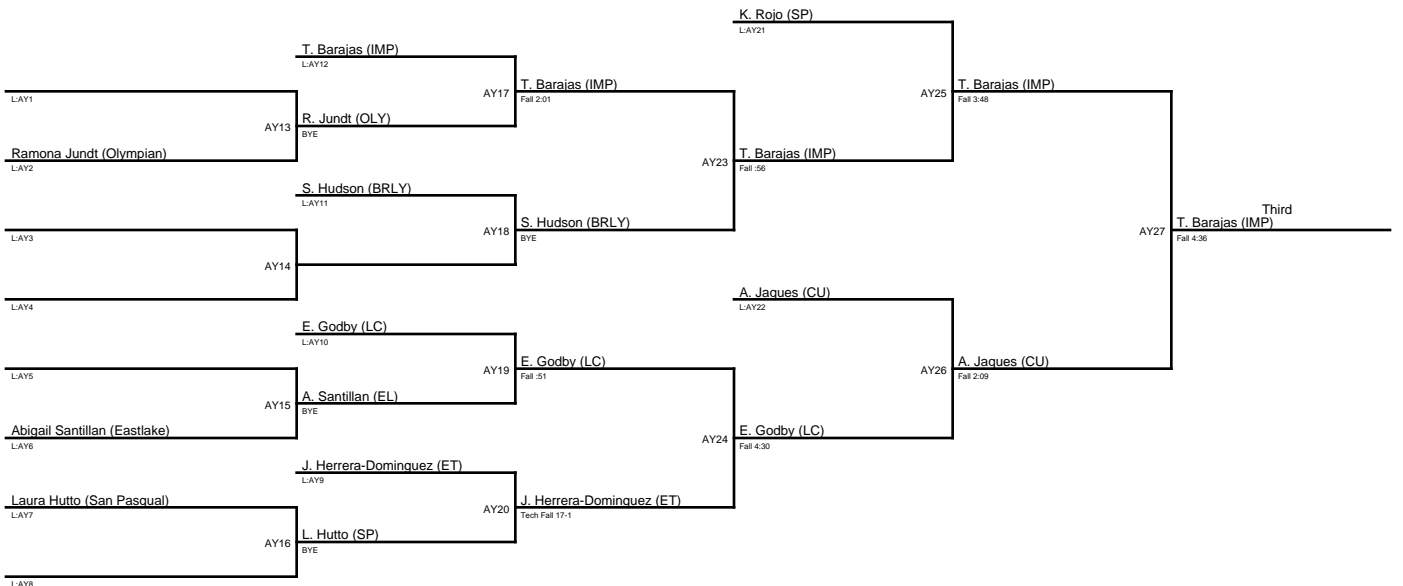 K. Rojo (SP)
L:AY21
T. Barajas (IMP)
L:AY12
AY17
T. Barajas (IMP)
Fall 2:01
AY25
T. Barajas (IMP)
Fall 3:48
L:AY1
AY13
R. Jundt (OLY)
BYE
Ramona Jundt (Olympian)
L:AY2
AY23
T. Barajas (IMP)
Fall :56
S. Hudson (BRLY)
L:AY11
Third
L:AY3
AY18
S. Hudson (BRLY)
BYE
AY27
T. Barajas (IMP)
Fall 4:36
AY14
L:AY4
A. Jaques (CU)
L:AY22
E. Godby (LC)
L:AY10
L:AY5
AY19
E. Godby (LC)
Fall :51
AY26
A. Jaques (CU)
Fall 2:09
AY15
A. Santillan (EL)
BYE
Abigail Santillan (Eastlake)
L:AY6
AY24
E. Godby (LC)
Fall 4:30
J. Herrera-Dominguez (ET)
L:AY9
Laura Hutto (San Pasqual)
L:AY7
AY20
J. Herrera-Dominguez (ET)
Tech Fall 17-1
AY16
L. Hutto (SP)
BYE
L:AY8